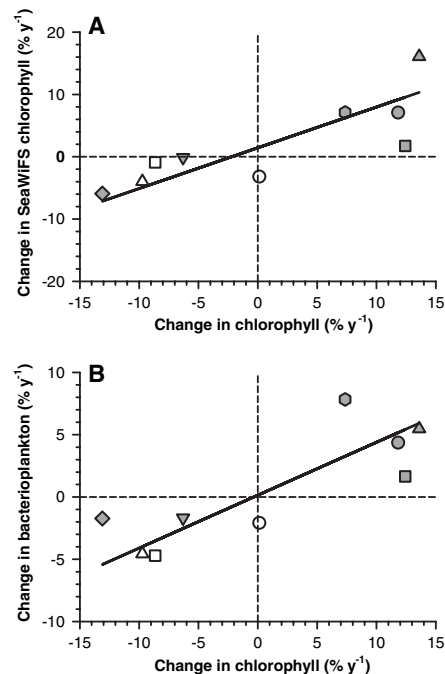 A
20
10
0
-10
-20
Change in SeaWiFS chlorophyll (% y⁻¹)
-15 -10 -5 0 5 10 15
Change in chlorophyll (% y⁻¹)
B
10
5
0
-5
-10
Change in bacterioplankton (% y⁻¹)
-15 -10 -5 0 5 10 15
Change in chlorophyll (% y⁻¹)